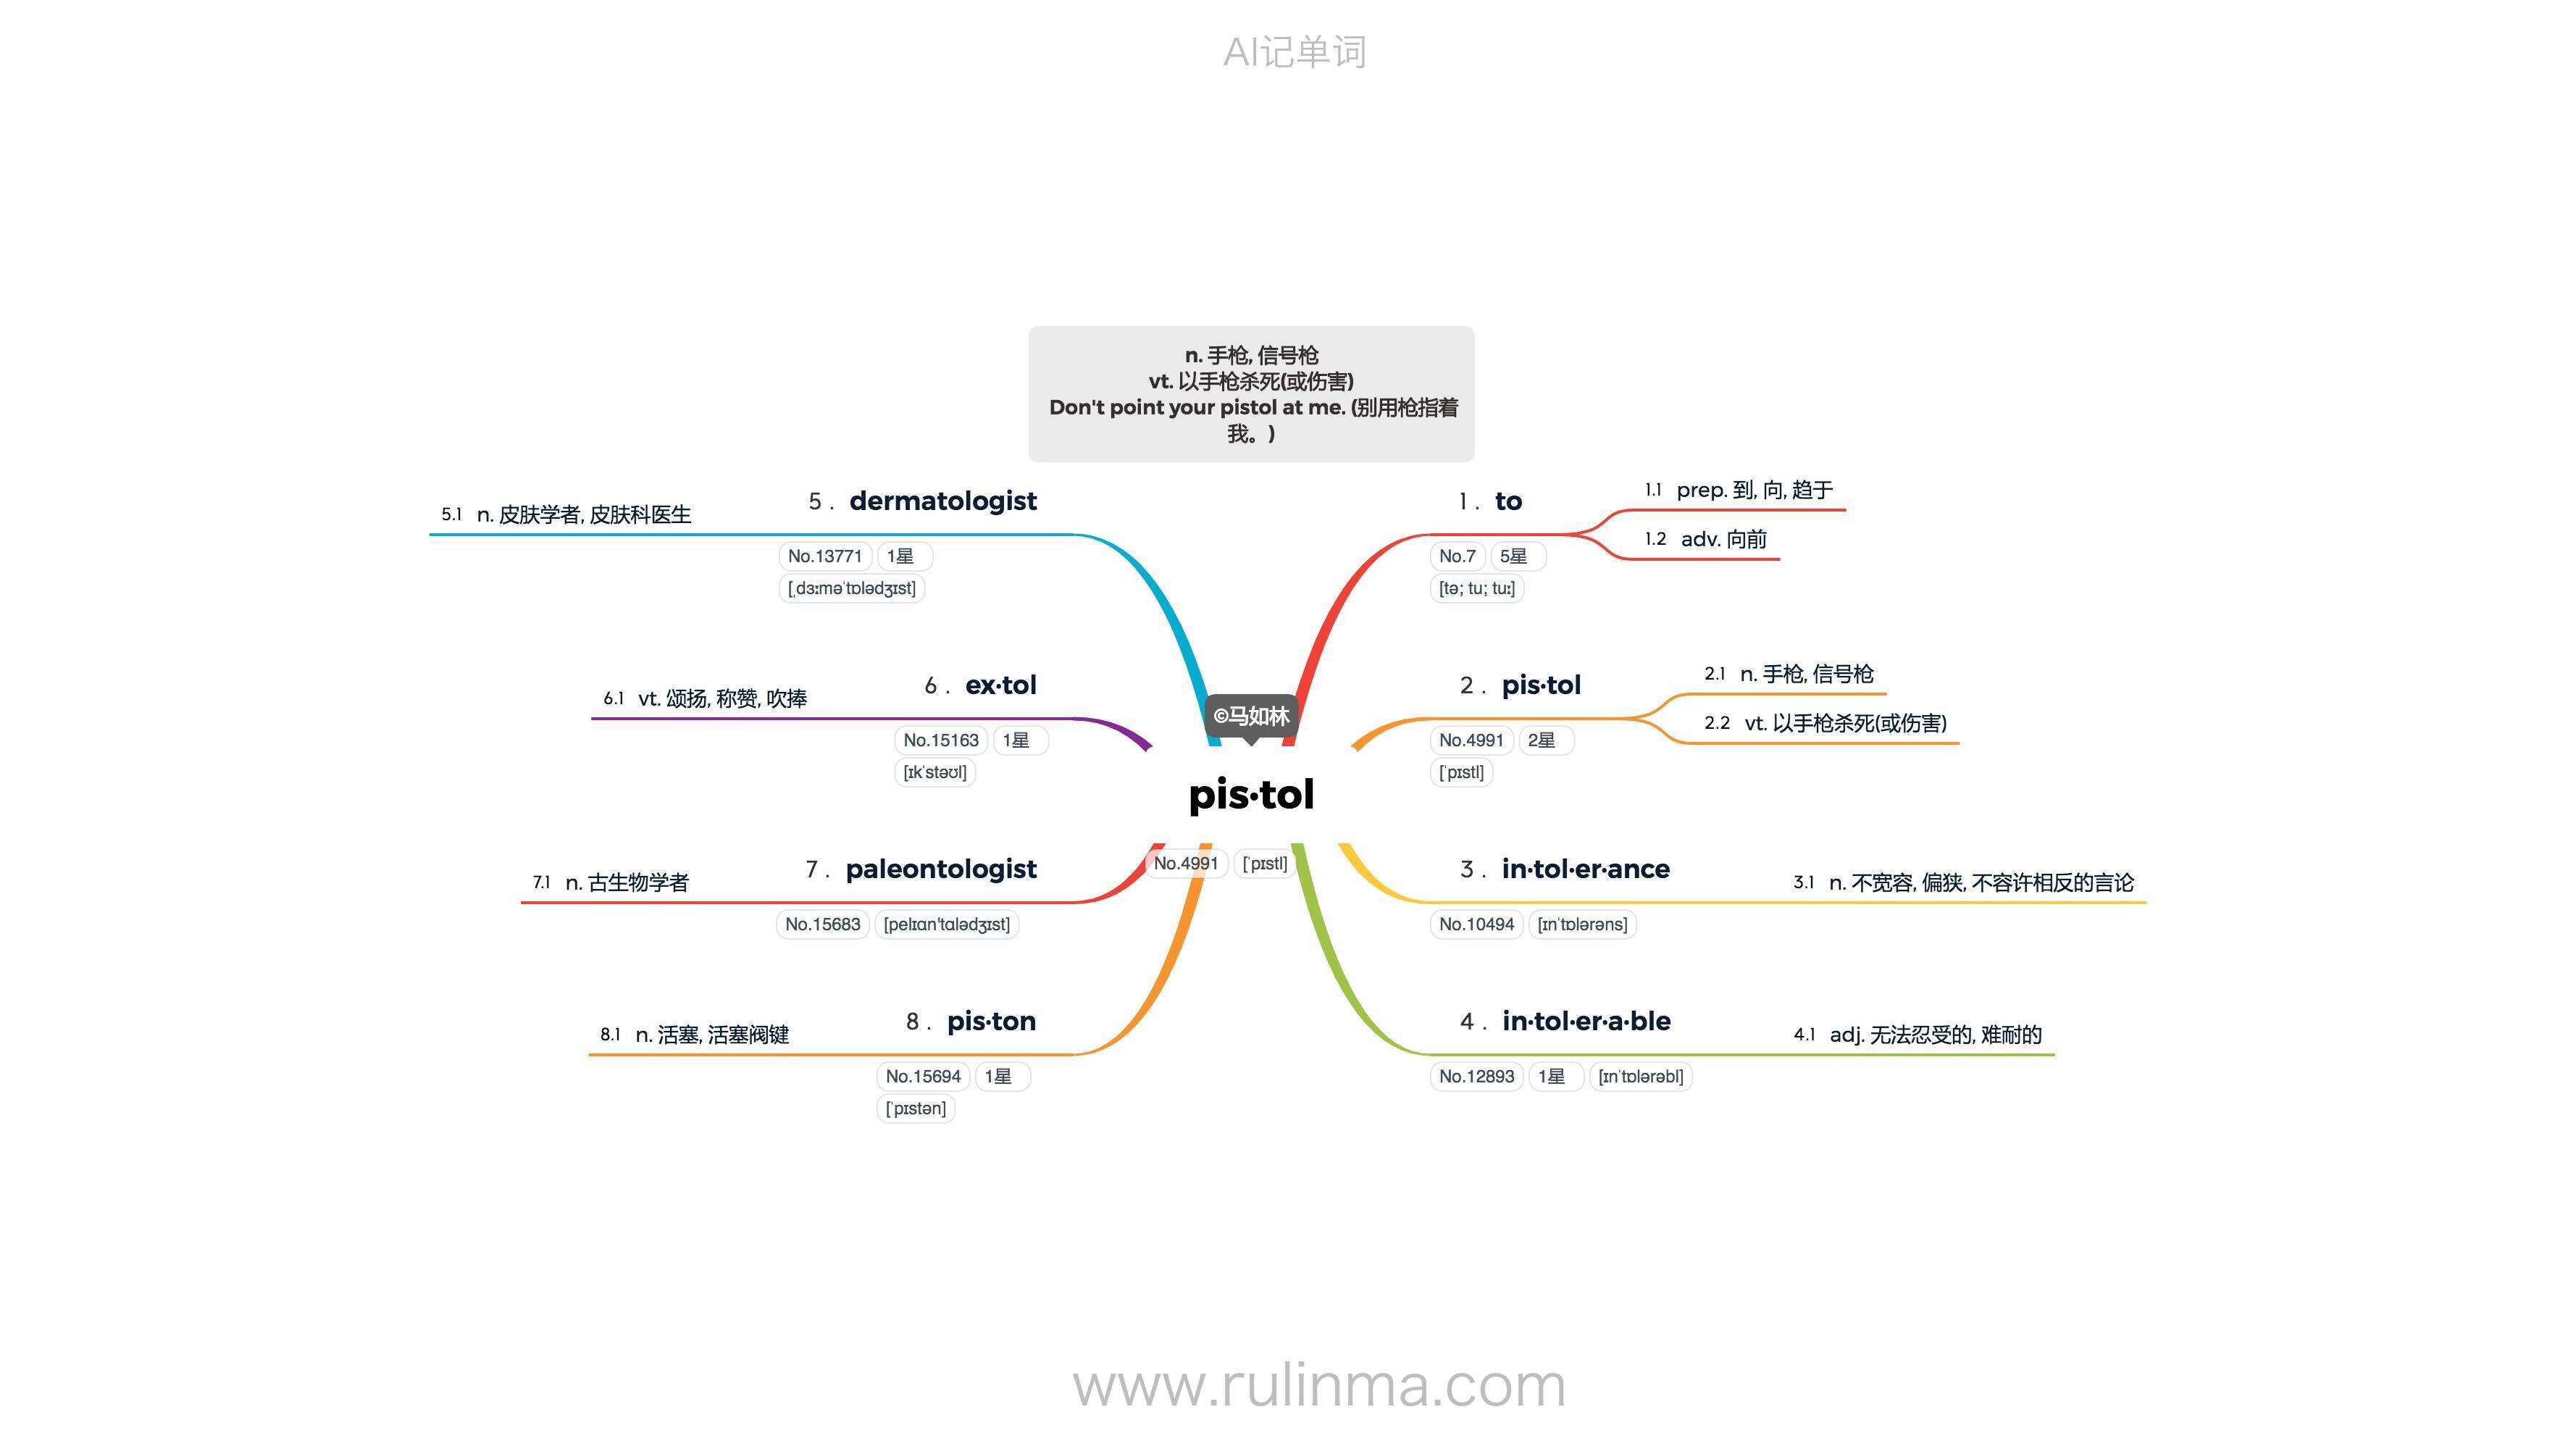 AI记单词
n. 手枪, 信号枪
vt. 以手枪杀死(或伤害)
Don't point your pistol at me. (别用枪指着
我。)
©马如林
pis·tol
No.4991 [ˈpɪstl]
1 . to
No.7 5星
[tə; tu; tuː]
1.1 prep. 到, 向, 趋于
1.2 adv. 向前
2 . pis·tol
No.4991 2星
[ˈpɪstl]
2.1 n. 手枪, 信号枪
2.2 vt. 以手枪杀死(或伤害)
3 . in·tol·er·ance
No.10494 [ɪnˈtɒlərəns]
3.1 n. 不宽容, 偏狭, 不容许相反的言论
4 . in·tol·er·a·ble
No.12893 1星 [ɪnˈtɒlərəbl]
4.1 adj. 无法忍受的, 难耐的
5 . dermatologist
No.13771 1星
[ˌdɜːməˈtɒlədʒɪst]
5.1 n. 皮肤学者, 皮肤科医生
6 . ex·tol
No.15163 1星
[ɪkˈstəʊl]
6.1 vt. 颂扬, 称赞, 吹捧
7 . paleontologist
No.15683 [pelɪɑn'tɑlədʒɪst]
7.1 n. 古生物学者
8 . pis·ton
No.15694 1星
[ˈpɪstən]
8.1 n. 活塞, 活塞阀键
www.rulinma.com